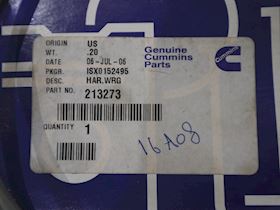 ORIGIN US
WT. .20
DATE 06-JUL-06
PKGR. ISX0152495
DESC. HAR.WRG
PART NO. 213273
QUANTITY 1
Genuine
Cummins
Parts
16A08